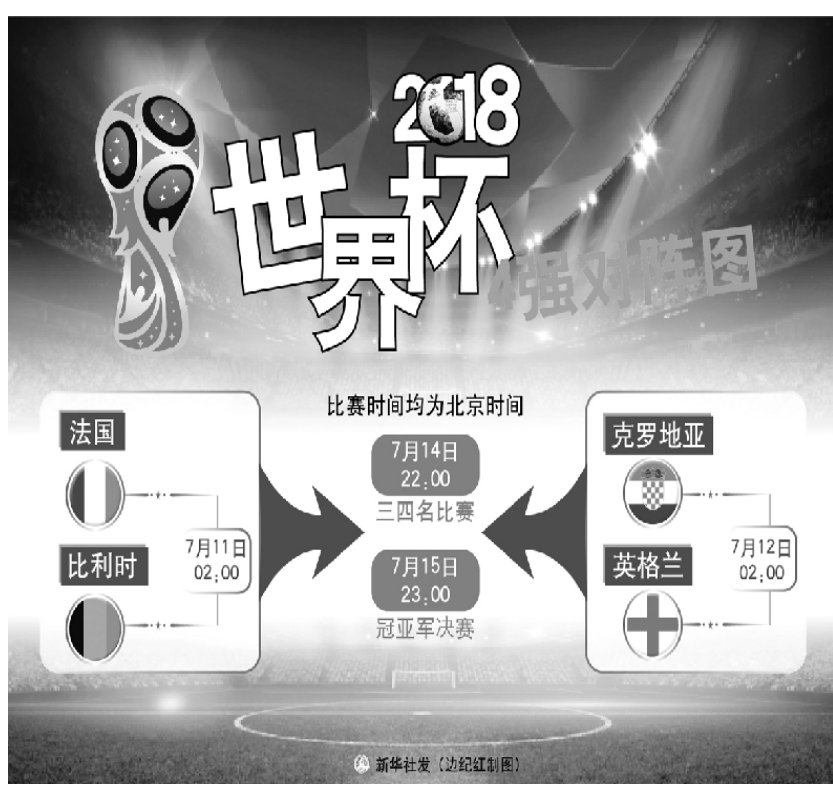 2018
世界杯
4强对阵图
比赛时间均为北京时间
法国
比利时
7月11日
02:00
7月14日
22:00
三四名比赛
7月15日
23:00
冠亚军决赛
克罗地亚
英格兰
7月12日
02:00
新华社发（边纪红制图）